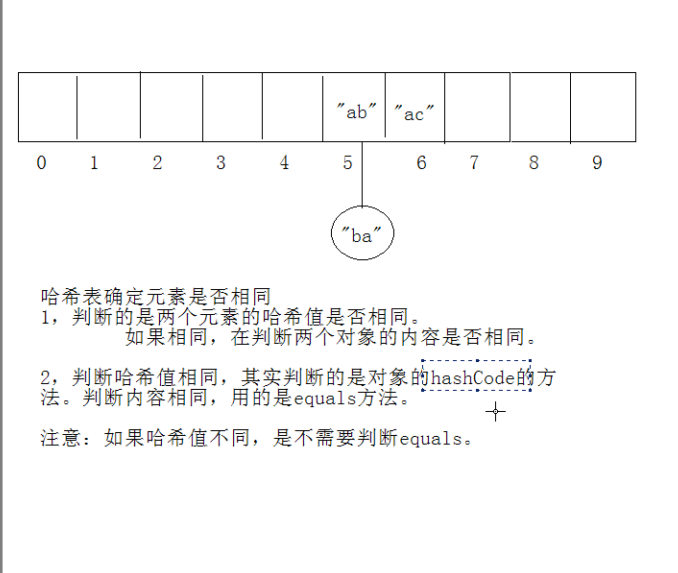 "ab" "ac"
0 1 2 3 4 5 6 7 8 9
"ba"
哈希表确定元素是否相同
1，判断的是两个元素的哈希值是否相同。
如果相同，在判断两个对象的内容是否相同。
2，判断哈希值相同，其实判断的是对象的hashCode的方
法。判断内容相同，用的是equals方法。
注意：如果哈希值不同，是不需要判断equals。